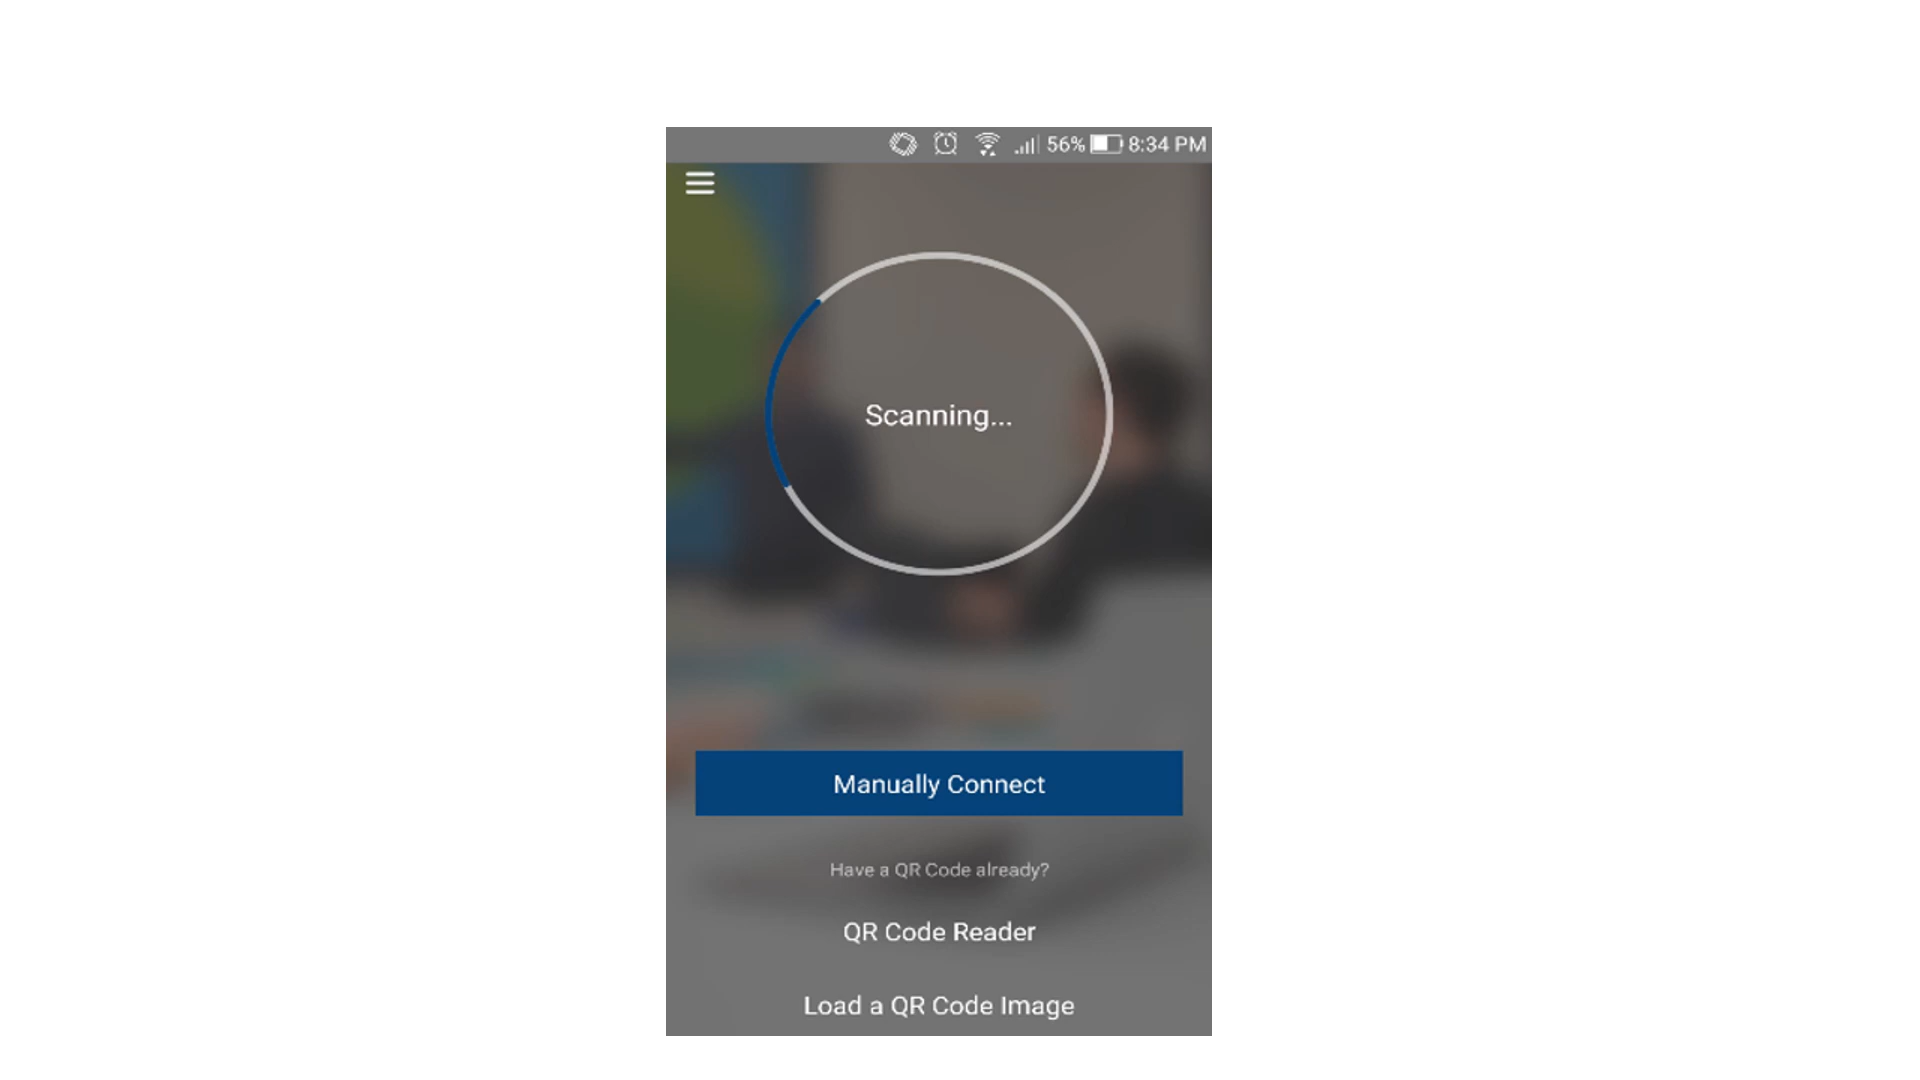 56% 8:34 PM
Scanning...
Manually Connect
Have a QR Code already?
QR Code Reader
Load a QR Code Image